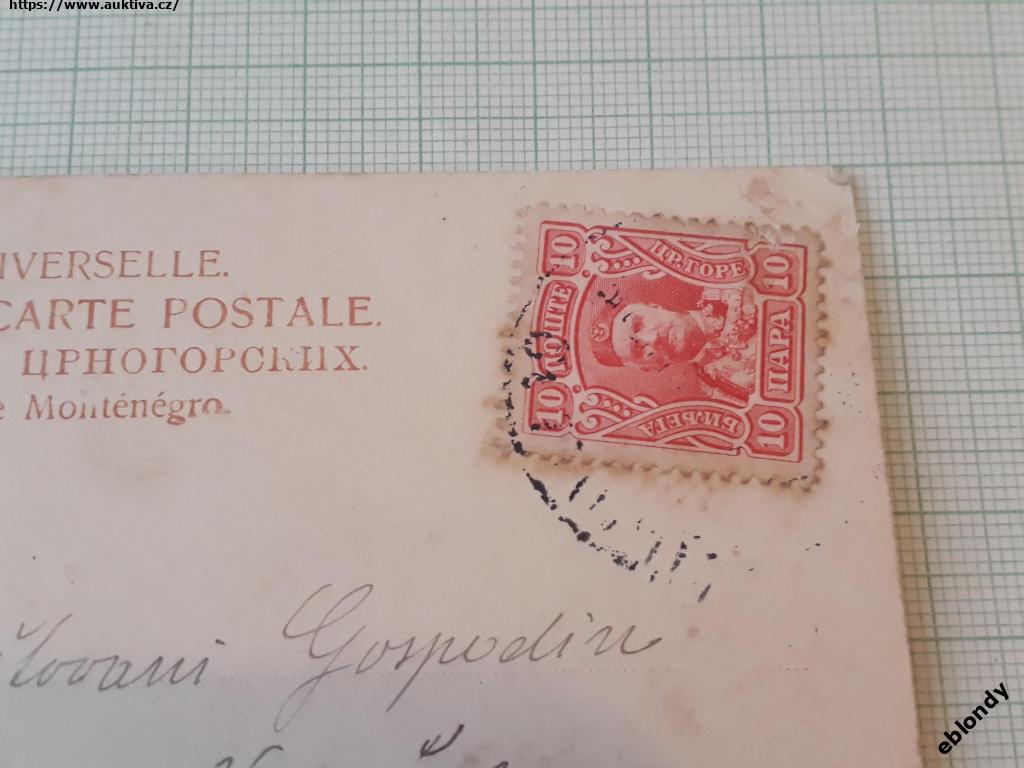 https://www.auktiva.cz/
IVERSELLE.
CARTE POSTALE.
ЦРНОГОРСКИХ.
e Monténégro.
10 ПОШТЕ 10
ЦР.ГОРЕ
БИЉЕГА
10 ПАРА 10
Gospodin
eblondy